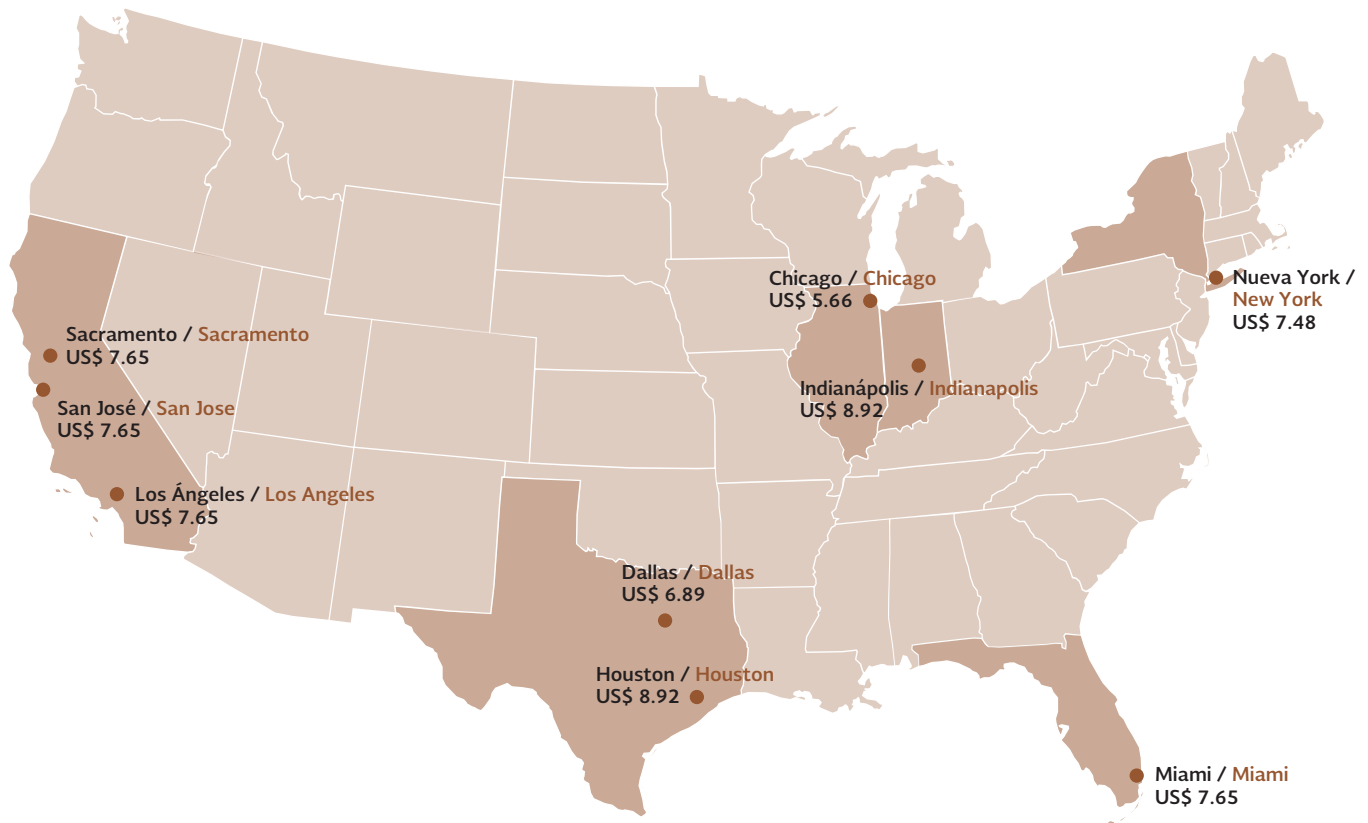 Chicago / Chicago
US$ 5.66
Nueva York /
New York
US$ 7.48
Sacramento / Sacramento
US$ 7.65
Indianápolis / Indianapolis
US$ 8.92
San José / San Jose
US$ 7.65
Los Ángeles / Los Angeles
US$ 7.65
Dallas / Dallas
US$ 6.89
Houston / Houston
US$ 8.92
Miami / Miami
US$ 7.65